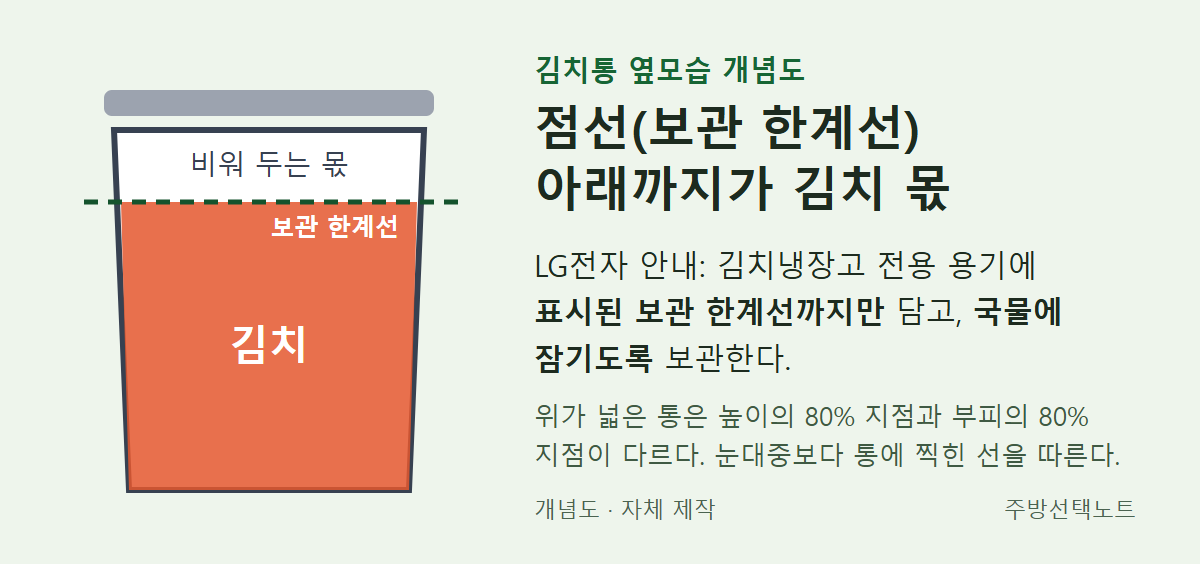 비워 두는 몫
보관 한계선
김치
김치통 옆모습 개념도
점선(보관 한계선)
아래까지가 김치 몫
LG전자 안내: 김치냉장고 전용 용기에
표시된 보관 한계선까지만 담고, 국물에
잠기도록 보관한다.
위가 넓은 통은 높이의 80% 지점과 부피의 80%
지점이 다르다. 눈대중보다 통에 찍힌 선을 따른다.
개념도 · 자체 제작
주방선택노트